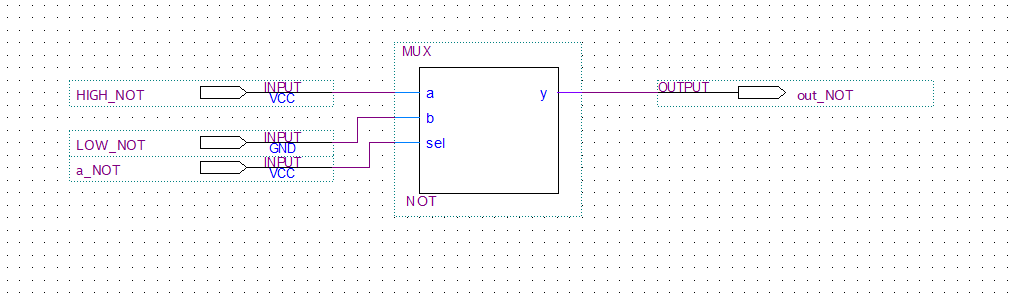 MUX
HIGH_NOT
INPUT
VCC
a
y
OUTPUT
out_NOT
b
LOW_NOT
INPUT
GND
sel
a_NOT
INPUT
VCC
NOT